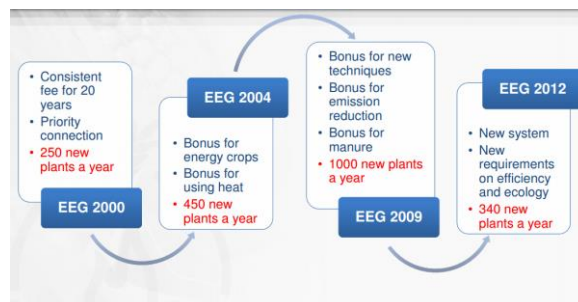 • Consistent
fee for 20
years
• Priority
connection
• 250 new
plants a year
EEG 2000
EEG 2004
• Bonus for
energy crops
• Bonus for
using heat
• 450 new
plants a year
• Bonus for new
techniques
• Bonus for
emission
reduction
• Bonus for
manure
• 1000 new plants
a year
EEG 2009
EEG 2012
• New system
• New
requirements
on efficiency
and ecology
• 340 new
plants a year